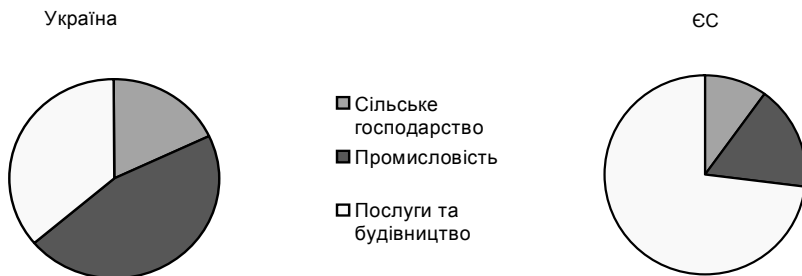 Україна
ЄС
Сільське
господарство
Промисловість
Послуги та
будівництво